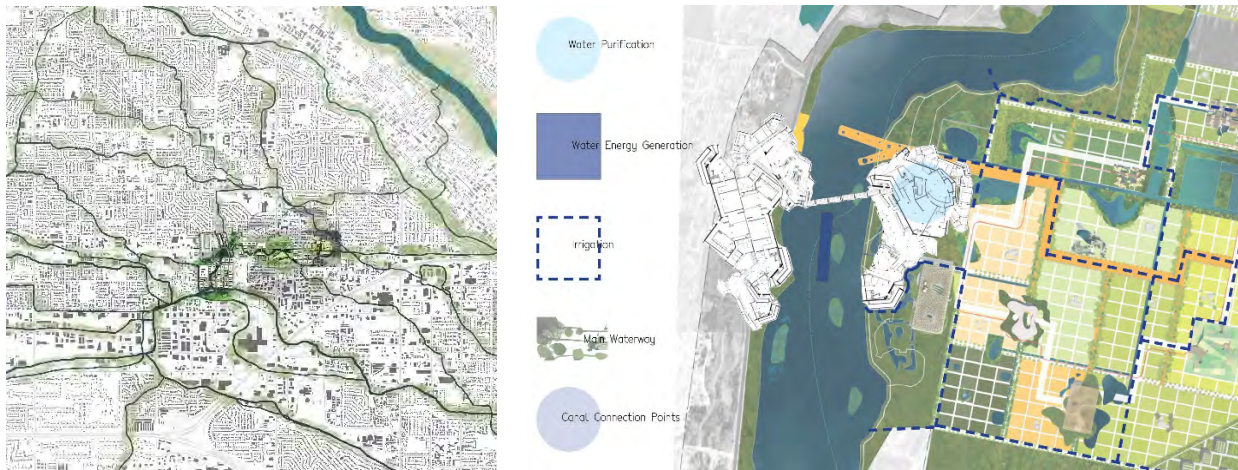 Water Purification
Water Energy Generation
Irrigation
Main Waterway
Canal Connection Points